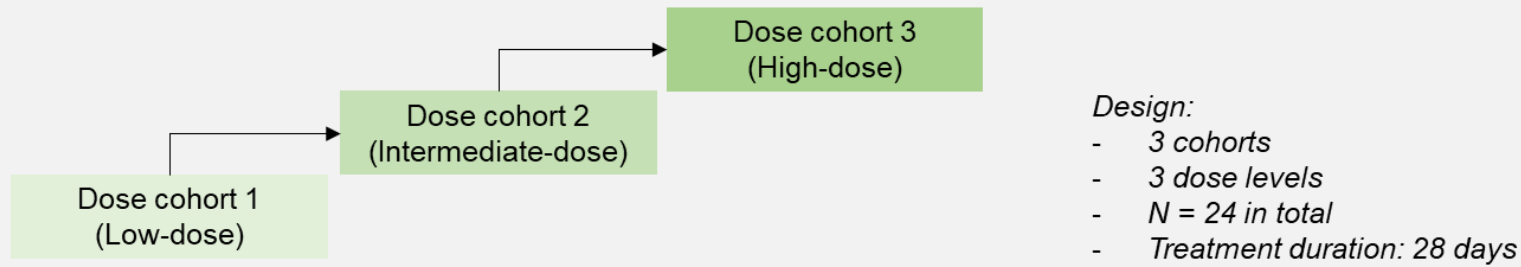 Dose cohort 3
(High-dose)
Dose cohort 2
(Intermediate-dose)
Dose cohort 1
(Low-dose)
Design:
- 3 cohorts
- 3 dose levels
- N = 24 in total
- Treatment duration: 28 days